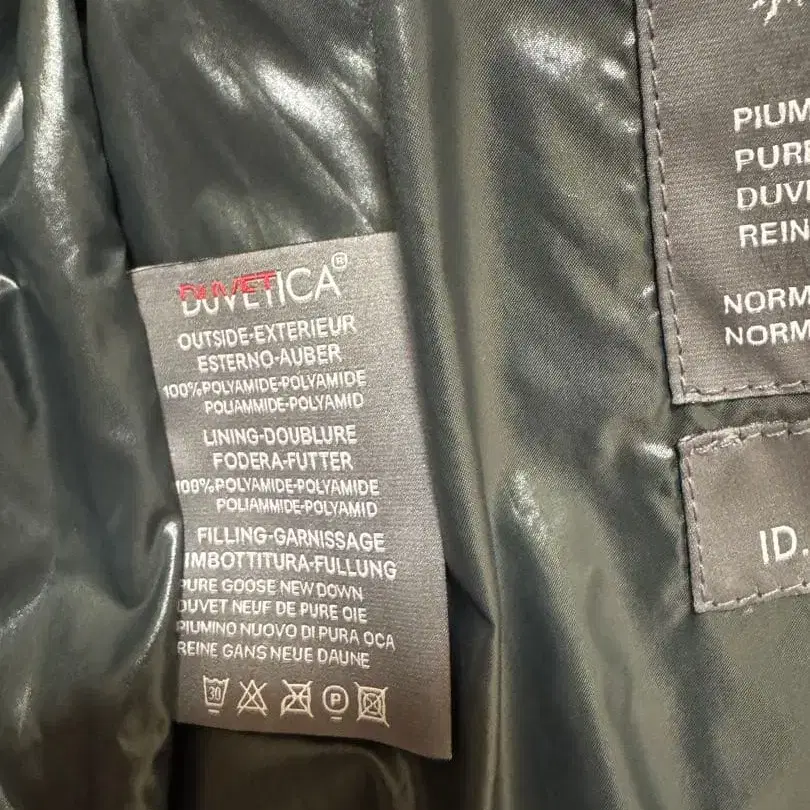 DUVETICA®
OUTSIDE-EXTERIEUR
ESTERNO-AUBER
100%POLYAMIDE-POLYAMIDE
POLIAMMIDE-POLYAMID
LINING-DOUBLURE
FODERA-FUTTER
100%POLYAMIDE-POLYAMIDE
POLIAMMIDE-POLYAMID
FILLING-GARNISSAGE
IMBOTTITURA-FULLUNG
PURE GOOSE NEW DOWN
DUVET NEUF DE PURE OIE
PIUMINO NUOVO DI PURA OCA
REINE GANS NEUE DAUNE
30 P
PIUM
PURE
DUVE
REIN
NORM
NORM
ID.